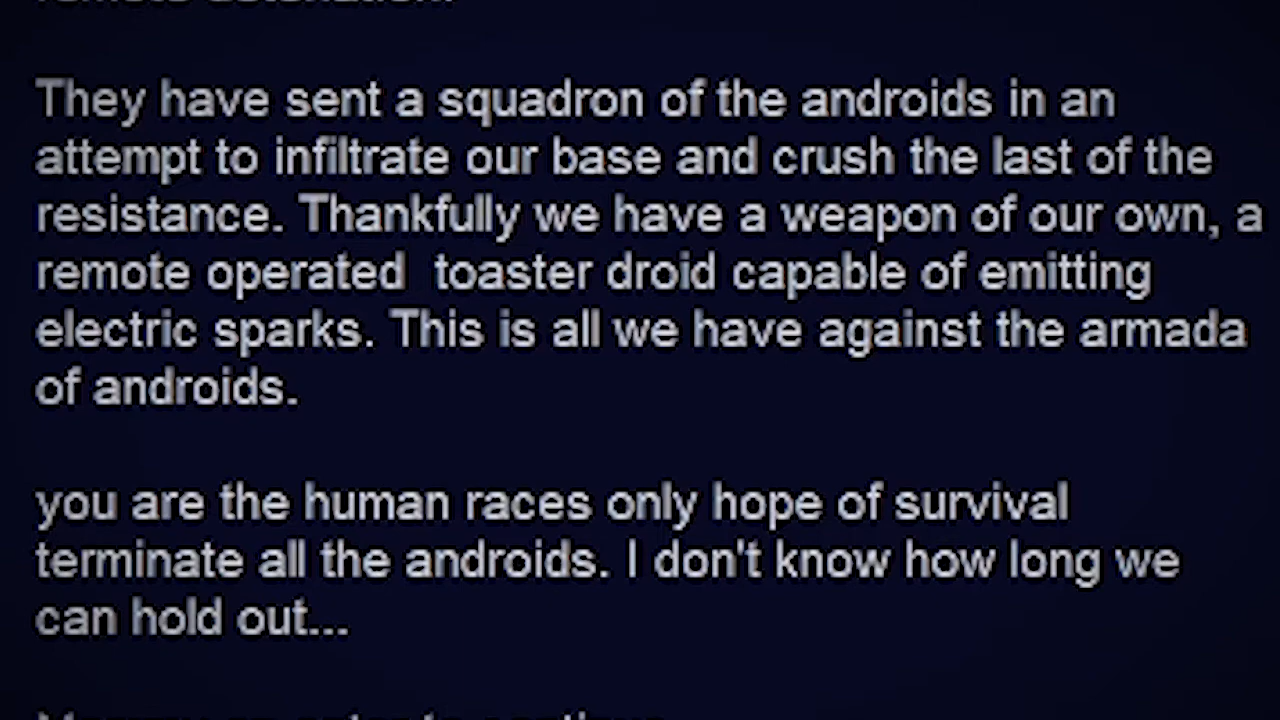 They have sent a squadron of the androids in an
attempt to infiltrate our base and crush the last of the
resistance. Thankfully we have a weapon of our own, a
remote operated  toaster droid capable of emitting
electric sparks. This is all we have against the armada
of androids.
you are the human races only hope of survival
terminate all the androids. I don't know how long we
can hold out...